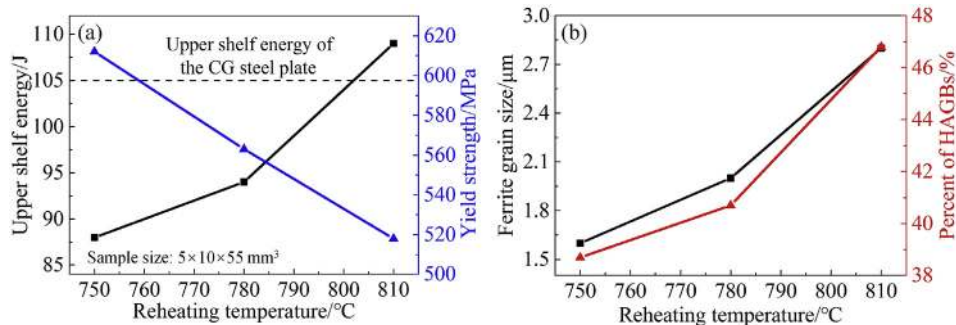 (a)
Upper shelf energy of
the CG steel plate
Sample size: 5×10×55 mm³
Upper shelf energy/J
110
105
100
95
90
85
750 760 770 780 790 800 810
Reheating temperature/℃
620
600
580
560
540
520
500
Yield strength/MPa
(b)
Ferrite grain size/μm
3.0
2.7
2.4
2.1
1.8
1.5
750 760 770 780 790 800 810
Reheating temperature/℃
48
46
44
42
40
38
Percent of HAGBs/%